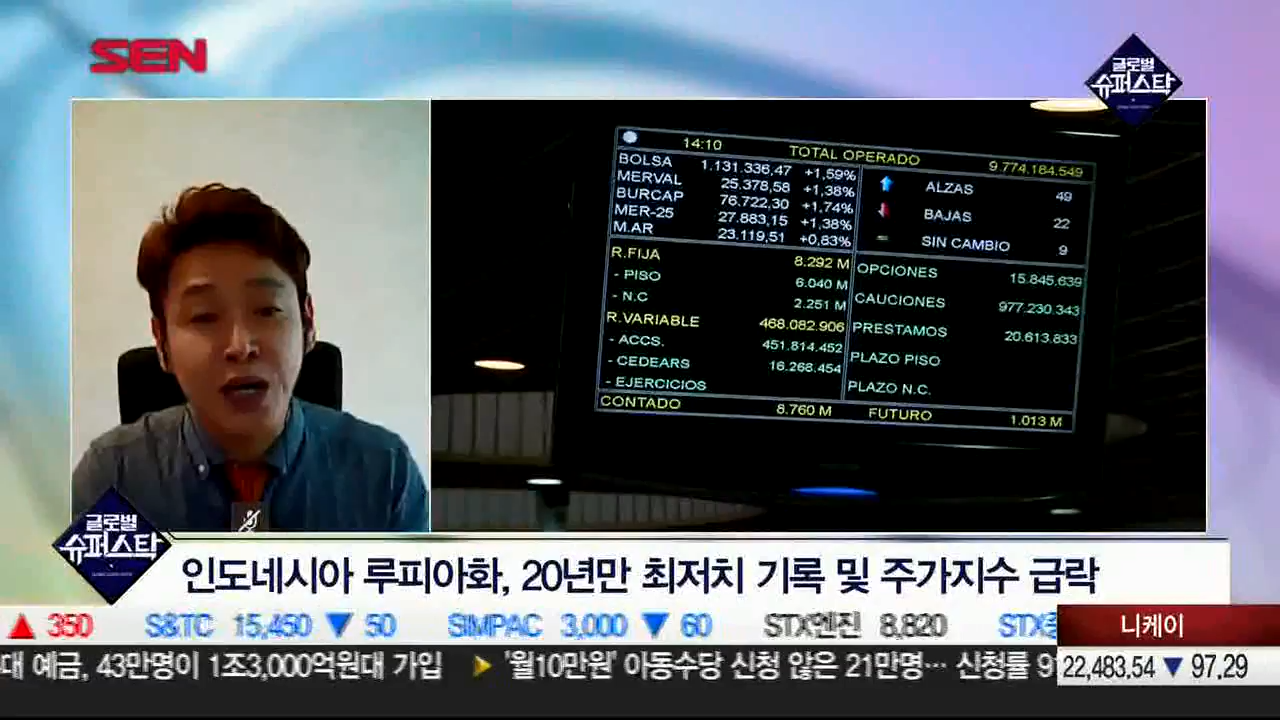 SEN
글로벌
슈퍼스타
14:10 TOTAL OPERADO 9 774.184.549
BOLSA 1.131.336,47 +1,59%
MERVAL 25.378,58 +1,38%
BURCAP 76.722,30 +1,74%
MER-25 27.883,15 +1,38%
M.AR 23.119,51 +0,83%
ALZAS 49
BAJAS 22
SIN CAMBIO 9
R.FIJA 8.292 M
- PISO 6.040 M
- N.C 2.251 M
R.VARIABLE 468.082.906
- ACCS. 451.814.452
- CEDEARS 16.268.454
- EJERCICIOS
OPCIONES 15.845.639
CAUCIONES 977.230.343
PRESTAMOS 20.613.833
PLAZO PISO
PLAZO N.C.
CONTADO 8.760 M FUTURO 1.013 M
글로벌
슈퍼스타
인도네시아 루피아화, 20년만 최저치 기록 및 주가지수 급락
▲ 350 S&TC 15,450 ▼ 50 SIMPAC 3,000 ▼ 60 STX엔진 8,820 STX
니케이
대 예금, 43만명이 1조3,000억원대 가입 ▶ '월10만원' 아동수당 신청 않은 21만명… 신청률 9
22,483.54 ▼ 97.29